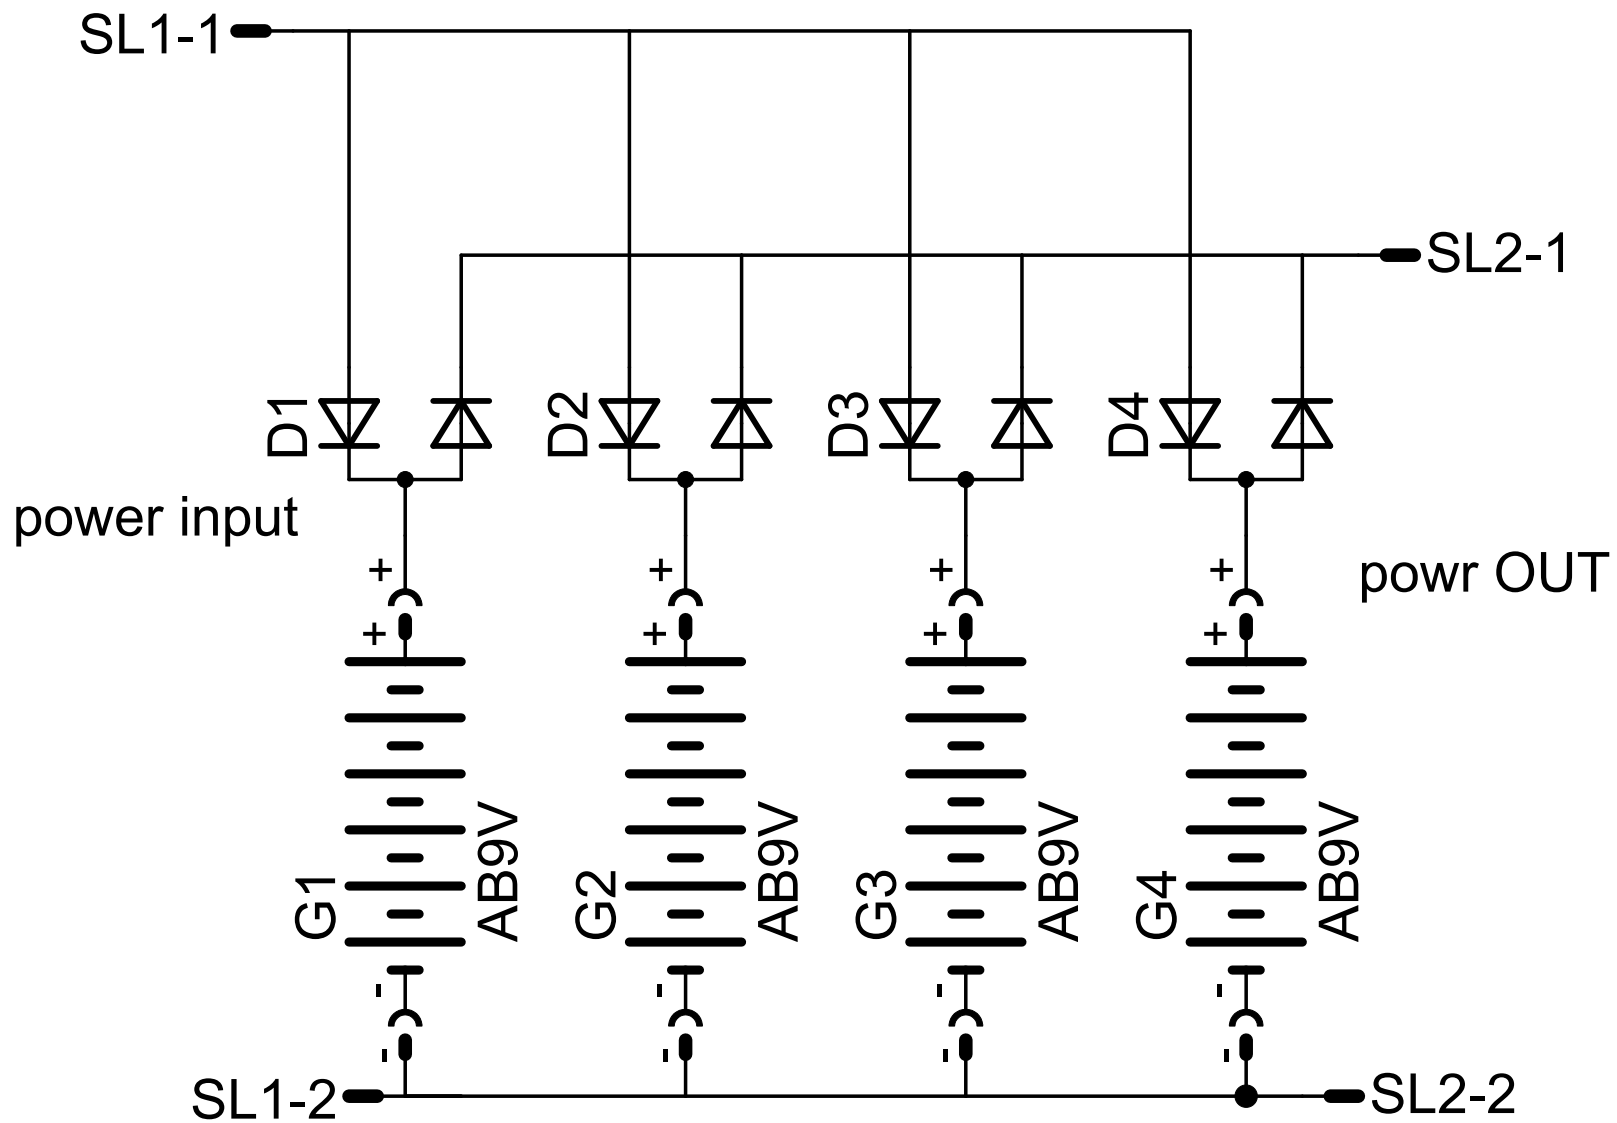 SL1-1
SL2-1
D1
D2
D3
D4
power input
powr OUT
+
+
+
+
+
+
+
+
G1
AB9V
G2
AB9V
G3
AB9V
G4
AB9V
-
-
-
-
-
-
-
-
SL1-2
SL2-2